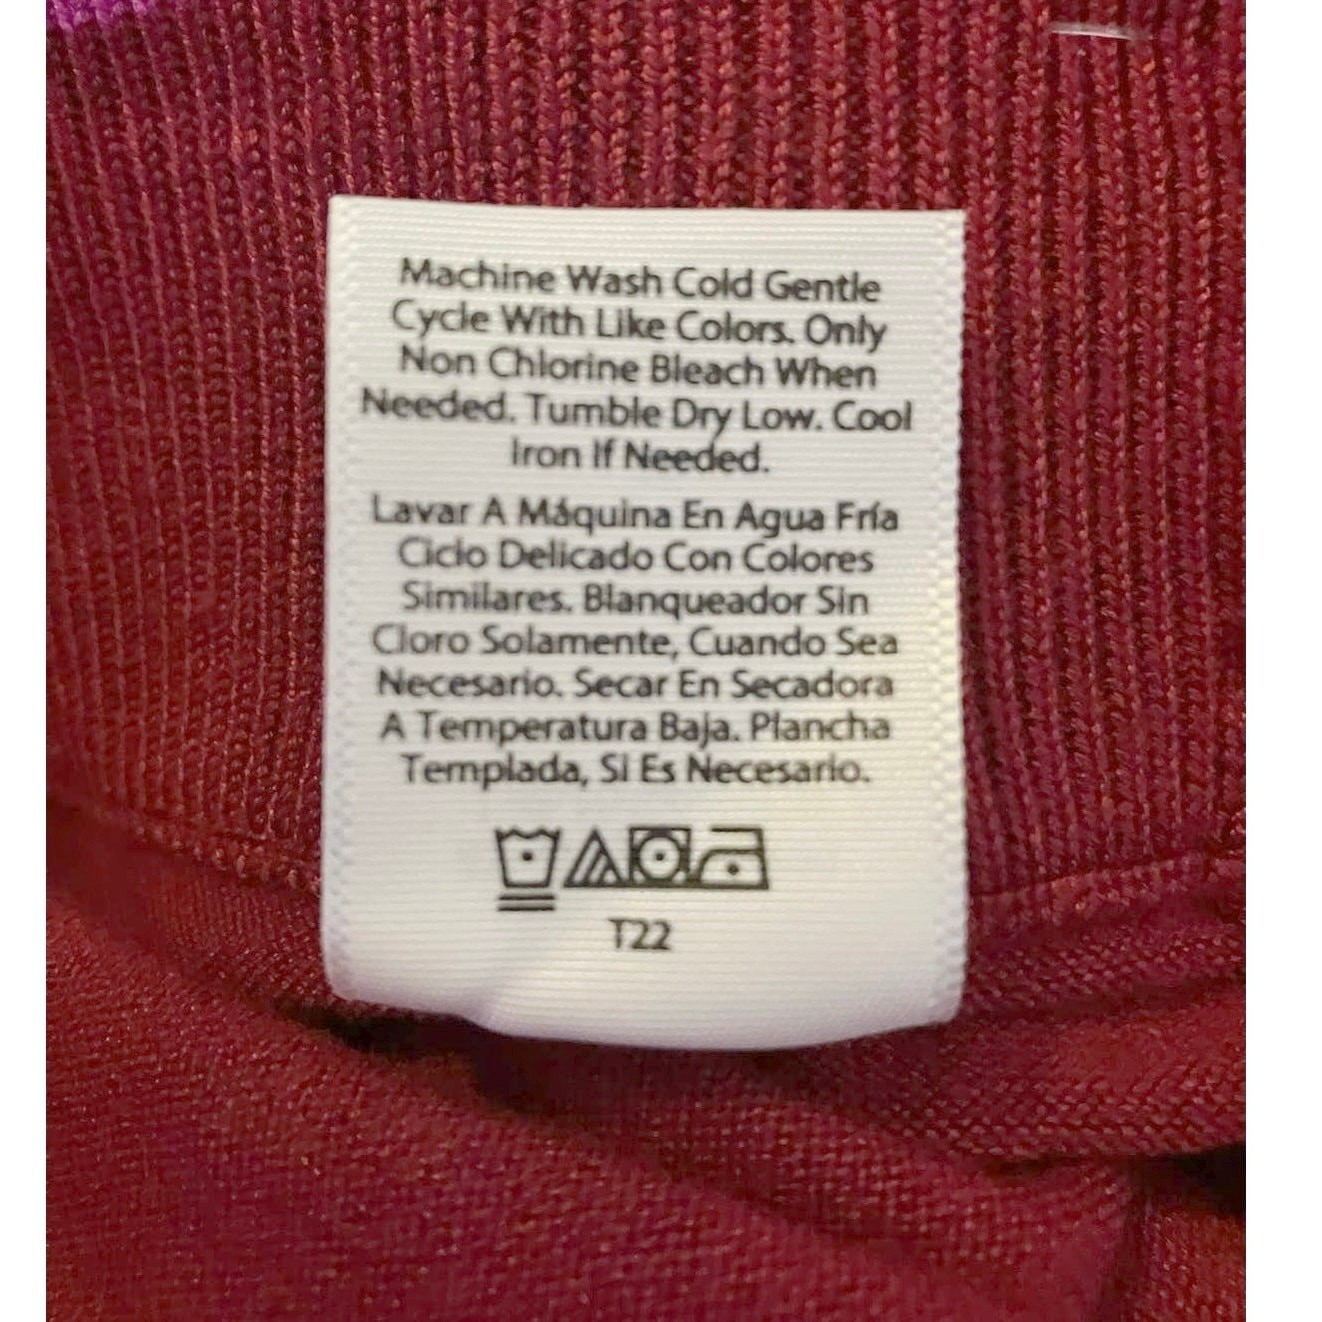 Machine Wash Cold Gentle
Cycle With Like Colors. Only
Non Chlorine Bleach When
Needed. Tumble Dry Low. Cool
Iron If Needed.
Lavar A Máquina En Agua Fría
Ciclo Delicado Con Colores
Similares. Blanqueador Sin
Cloro Solamente, Cuando Sea
Necesario. Secar En Secadora
A Temperatura Baja. Plancha
Templada, Si Es Necesario.
T22